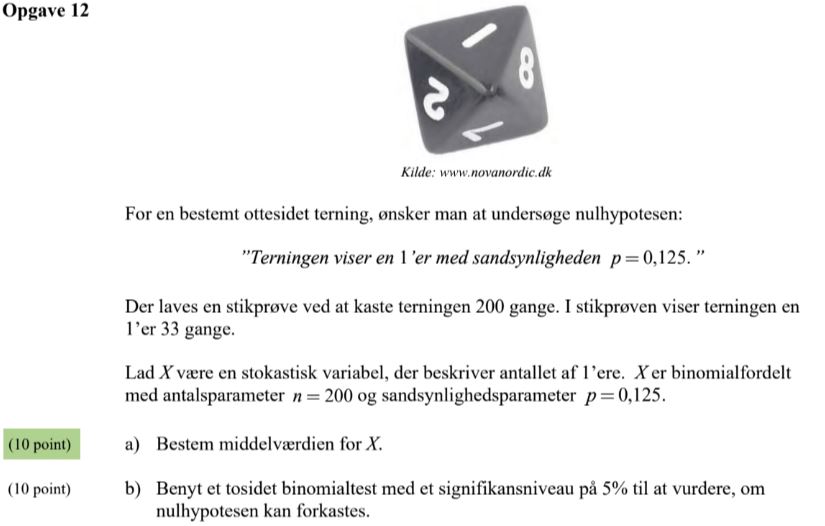 Opgave 12
1
8
2
1
Kilde: www.novanordic.dk
For en bestemt ottesidet terning, ønsker man at undersøge nulhypotesen:
”Terningen viser en 1’er med sandsynligheden p = 0,125. ”
Der laves en stikprøve ved at kaste terningen 200 gange. I stikprøven viser terningen en
1’er 33 gange.
Lad X være en stokastisk variabel, der beskriver antallet af 1’ere. X er binomialfordelt
med antalsparameter n = 200 og sandsynlighedsparameter p = 0,125.
(10 point) a) Bestem middelværdien for X.
(10 point) b) Benyt et tosidet binomialtest med et signifikansniveau på 5% til at vurdere, om
nulhypotesen kan forkastes.